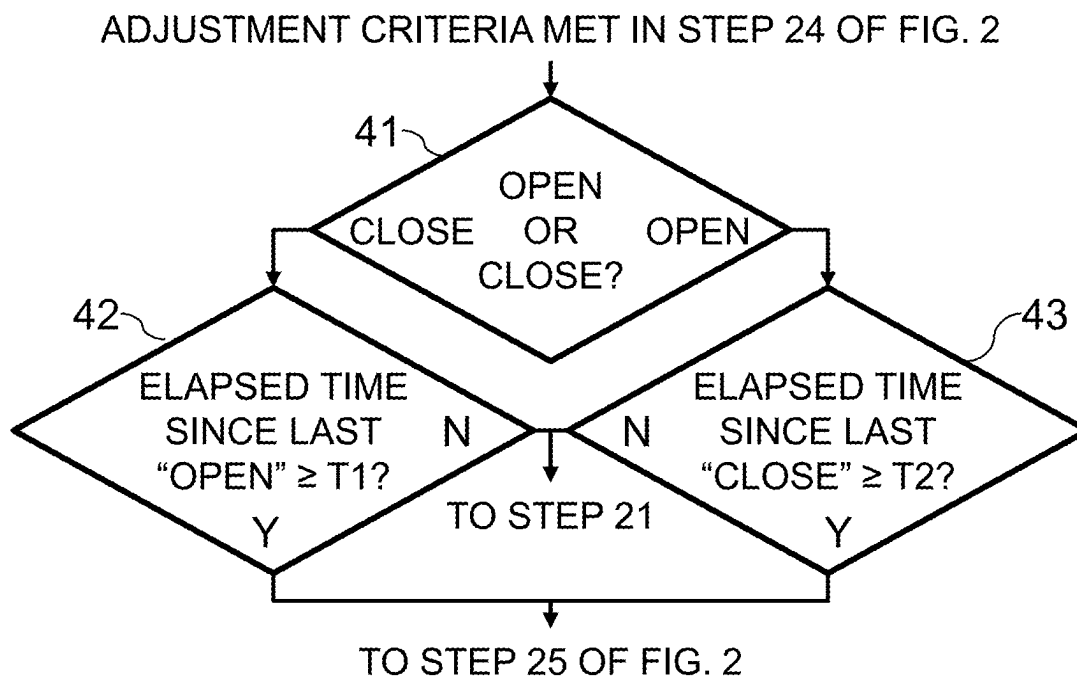 ADJUSTMENT CRITERIA MET IN STEP 24 OF FIG. 2
41
OPEN
CLOSE OR OPEN
CLOSE?
42
ELAPSED TIME
SINCE LAST N
“OPEN” ≥ T1?
Y
43
ELAPSED TIME
N SINCE LAST
“CLOSE” ≥ T2?
Y
TO STEP 21
TO STEP 25 OF FIG. 2